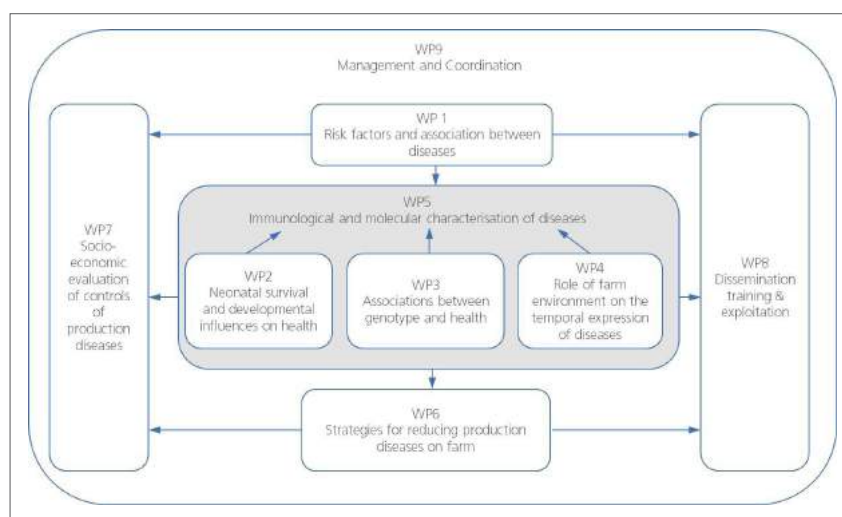 WP9
Management and Coordination
WP 1
Risk factors and association between
diseases
WP5
Immunological and molecular characterisation of diseases
WP7
Socio-
economic
evaluation
of controls
of
production
diseases
WP2
Neonatal survival
and developmental
influences on health
WP3
Associations between
genotype and health
WP4
Role of farm
environment on the
temporal expression
of diseases
WP8
Dissemination
training &
exploitation
WP6
Strategies for reducing production
diseases on farm